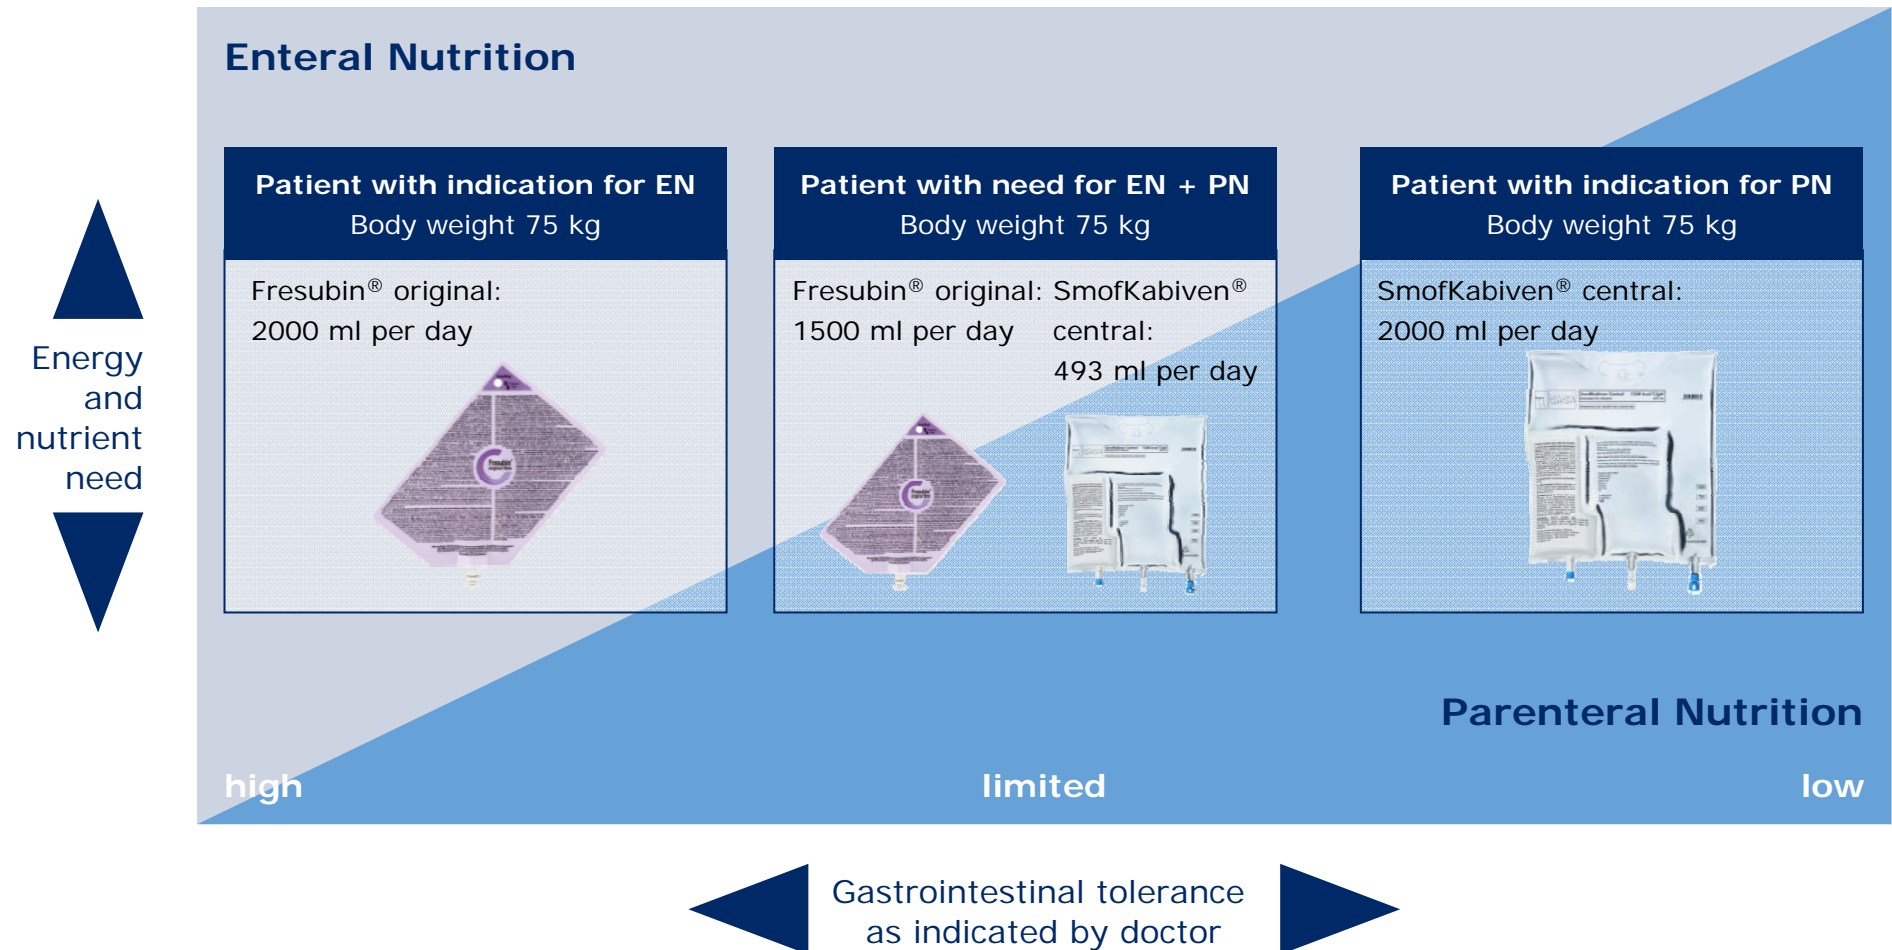 Enteral Nutrition
Patient with indication for EN
Body weight 75 kg
Fresubin® original:
2000 ml per day
Patient with need for EN + PN
Body weight 75 kg
Fresubin® original:
1500 ml per day
SmofKabiven®
central:
493 ml per day
Patient with indication for PN
Body weight 75 kg
SmofKabiven® central:
2000 ml per day
Energy
and
nutrient
need
Parenteral Nutrition
high
limited
low
Gastrointestinal tolerance
as indicated by doctor